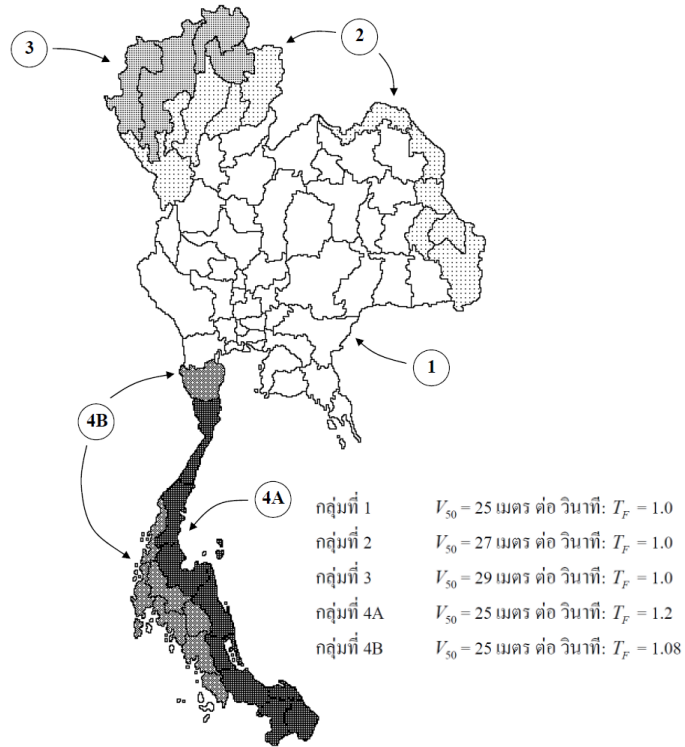 3
2
1
4B
4A
กลุ่มที่ 1 V50 = 25 เมตร ต่อ วินาที: TF = 1.0
กลุ่มที่ 2 V50 = 27 เมตร ต่อ วินาที: TF = 1.0
กลุ่มที่ 3 V50 = 29 เมตร ต่อ วินาที: TF = 1.0
กลุ่มที่ 4A V50 = 25 เมตร ต่อ วินาที: TF = 1.2
กลุ่มที่ 4B V50 = 25 เมตร ต่อ วินาที: TF = 1.08